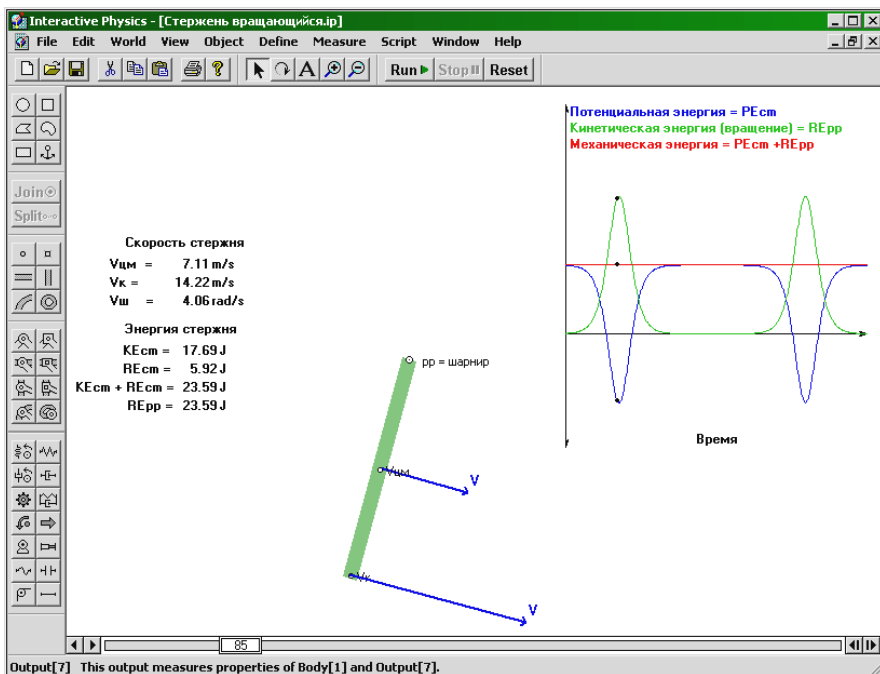 Interactive Physics - [Стержень вращающийся.ip]
File Edit World View Object Define Measure Script Window Help
A Run Stop Reset
Join
Split
Потенциальная энергия = PEcm
Кинетическая энергия (вращение) = REpp
Механическая энергия = PEcm +REpp
Скорость стержня
Vцм = 7.11 m/s
Vк = 14.22 m/s
Vш = 4.06 rad/s
Энергия стержня
KEcm = 17.69 J
REcm = 5.92 J
KEcm + REcm = 23.59 J
REpp = 23.59 J
pp = шарнир
Vцм
V
Vк
V
Время
85
Output[7] This output measures properties of Body[1] and Output[7].